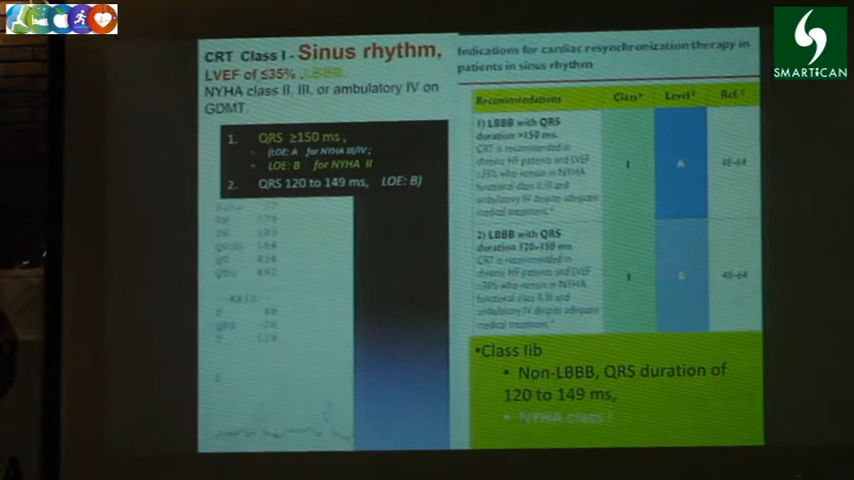 CRT Class I - Sinus rhythm,
LVEF of ≤35% , LBBB
NYHA class II, III, or ambulatory IV on
GDMT.
1. QRS ≥150 ms ,
(LOE: A for NYHA III/IV;
LOE: B for NYHA II
2. QRS 120 to 149 ms, LOE: B)
Indications for cardiac resynchronization therapy in
patients in sinus rhythm
Recommendations Class Level Ref.
1) LBBB with QRS
duration >150 ms.
CRT is recommended in
chronic HF patients and LVEF
≤35% who remain in NYHA
functional class II, III and
ambulatory IV despite adequate
medical treatment.
I A 48-64
2) LBBB with QRS
duration 120–150 ms.
CRT is recommended in
chronic HF patients and LVEF
≤35% who remain in NYHA
functional class II, III and
ambulatory IV despite adequate
medical treatment.
I B 48-64
•Class IIb
• Non-LBBB, QRS duration of
120 to 149 ms,
• NYHA class I
SMARTICAN